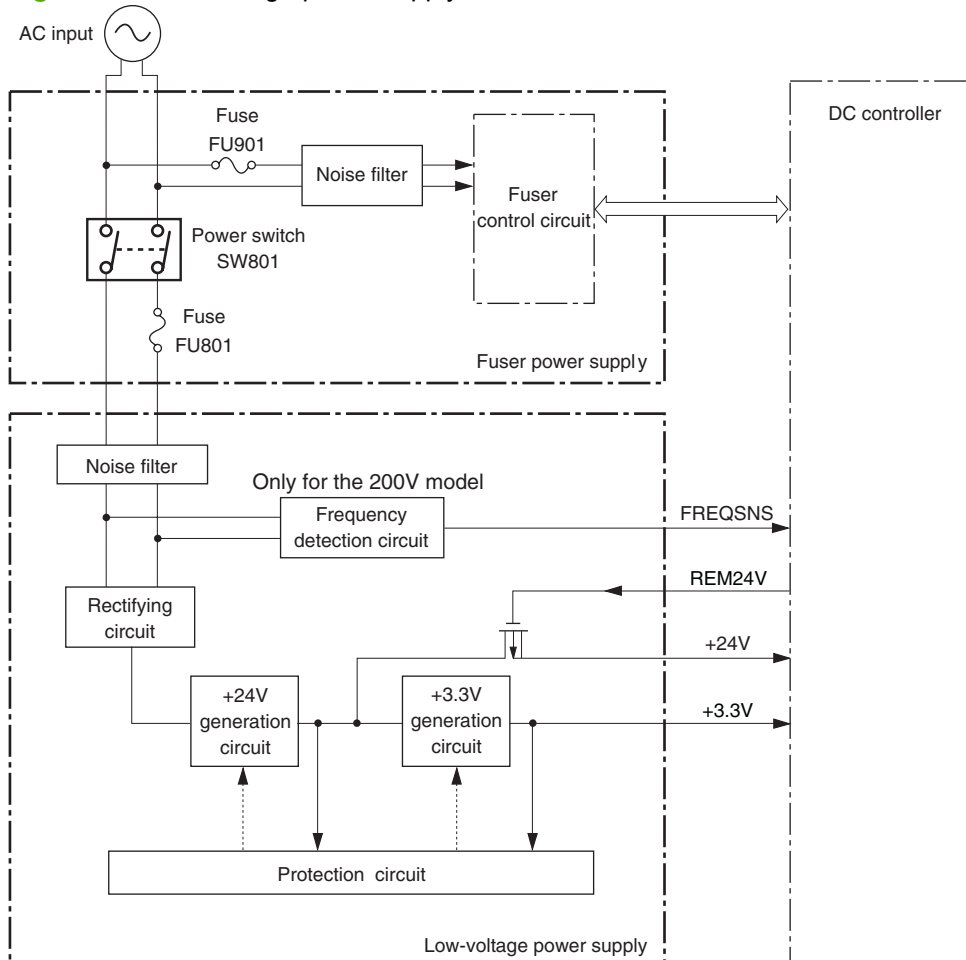 AC input
DC controller
Fuse
FU901
Noise filter
Fuser
control circuit
Power switch
SW801
Fuse
FU801
Fuser power supply
Noise filter
Only for the 200V model
Frequency
detection circuit
FREQSNS
REM24V
Rectifying
circuit
+24V
+24V
generation
circuit
+3.3V
generation
circuit
+3.3V
Protection circuit
Low-voltage power supply